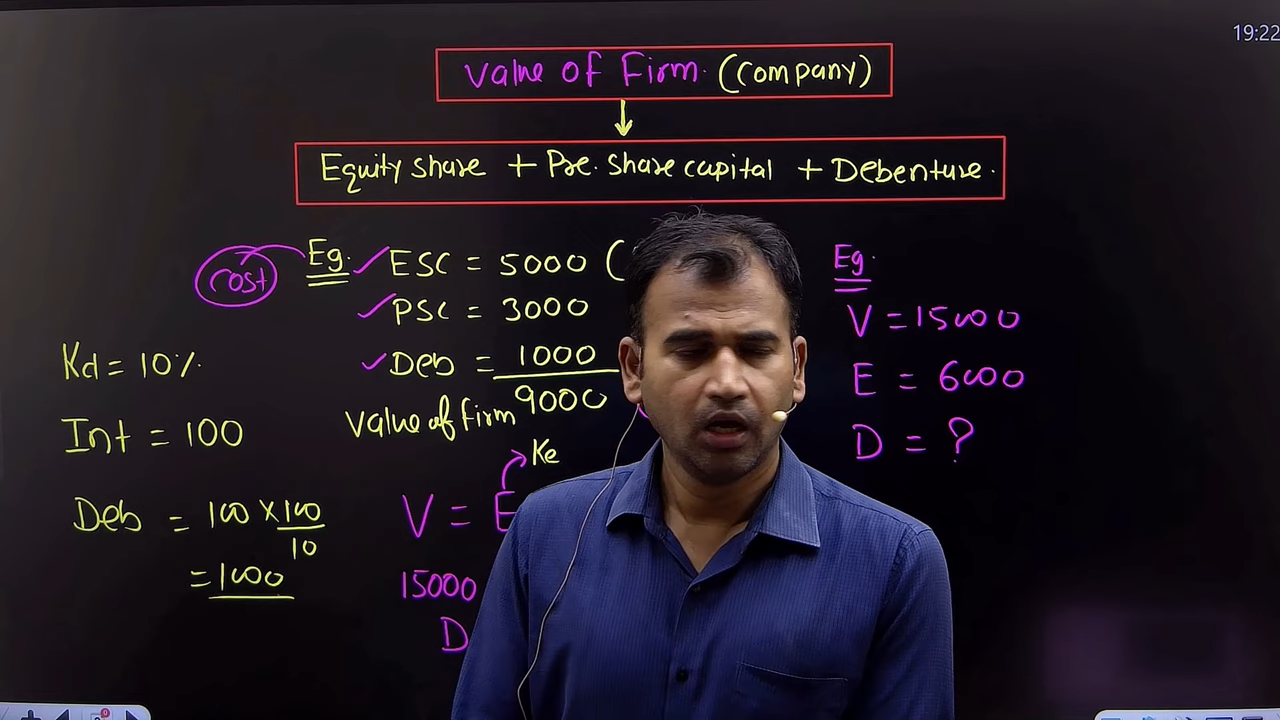 19:22
Value of Firm. (Company)
Equity share + Pre. share capital + Debenture.
cost
Eg. ESC = 5000 (
PSC = 3000
Deb = 1000
9000
Value of firm
Ke
V = E
15000
D
Kd = 10%
Int = 100
Deb = 100 × 100
10
= 1000
Eg.
V = 15000
E = 6000
D = ?